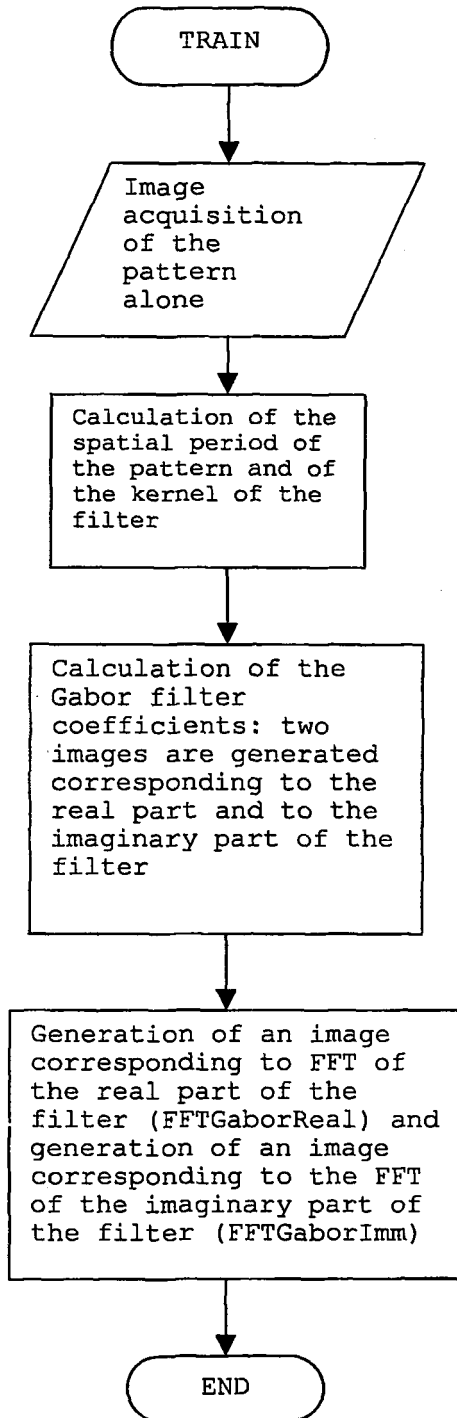 TRAIN
Image
acquisition
of the
pattern
alone
Calculation of the
spatial period of
the pattern and of
the kernel of the
filter
Calculation of the
Gabor filter
coefficients: two
images are generated
corresponding to the
real part and to the
imaginary part of the
filter
Generation of an image
corresponding to FFT of
the real part of the
filter (FFTGaborReal) and
generation of an image
corresponding to the FFT
of the imaginary part of
the filter (FFTGaborImm)
END